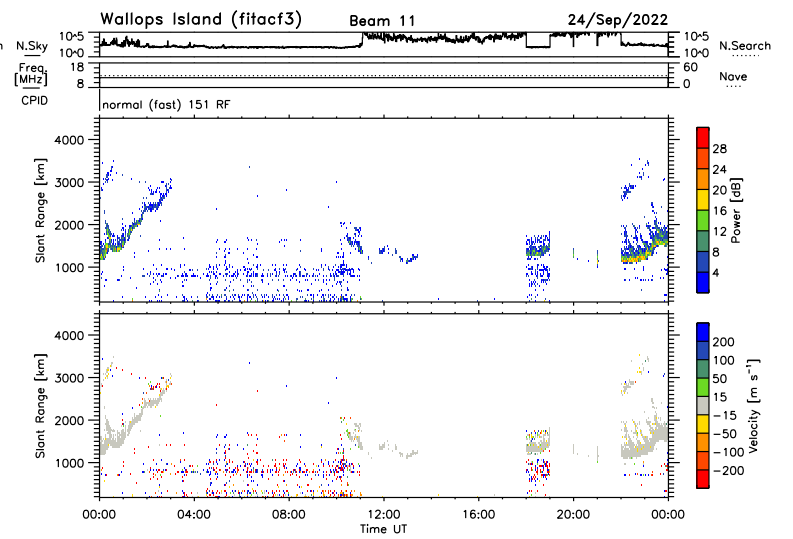 Wallops Island (fitacf3) Beam 11 24/Sep/2022
n N.Sky 10^5 10^0 10^5 10^0 N.Search
Freq. [MHz] 18 8 60 0 Nave
CPID normal (fast) 151 RF
Slant Range [km]
4000
3000
2000
1000
28
24
20
16
12
8
4
Power [dB]
Slant Range [km]
4000
3000
2000
1000
200
100
50
15
−15
−50
−100
−200
Velocity [m s⁻¹]
00:00 04:00 08:00 12:00 16:00 20:00 00:00
Time UT